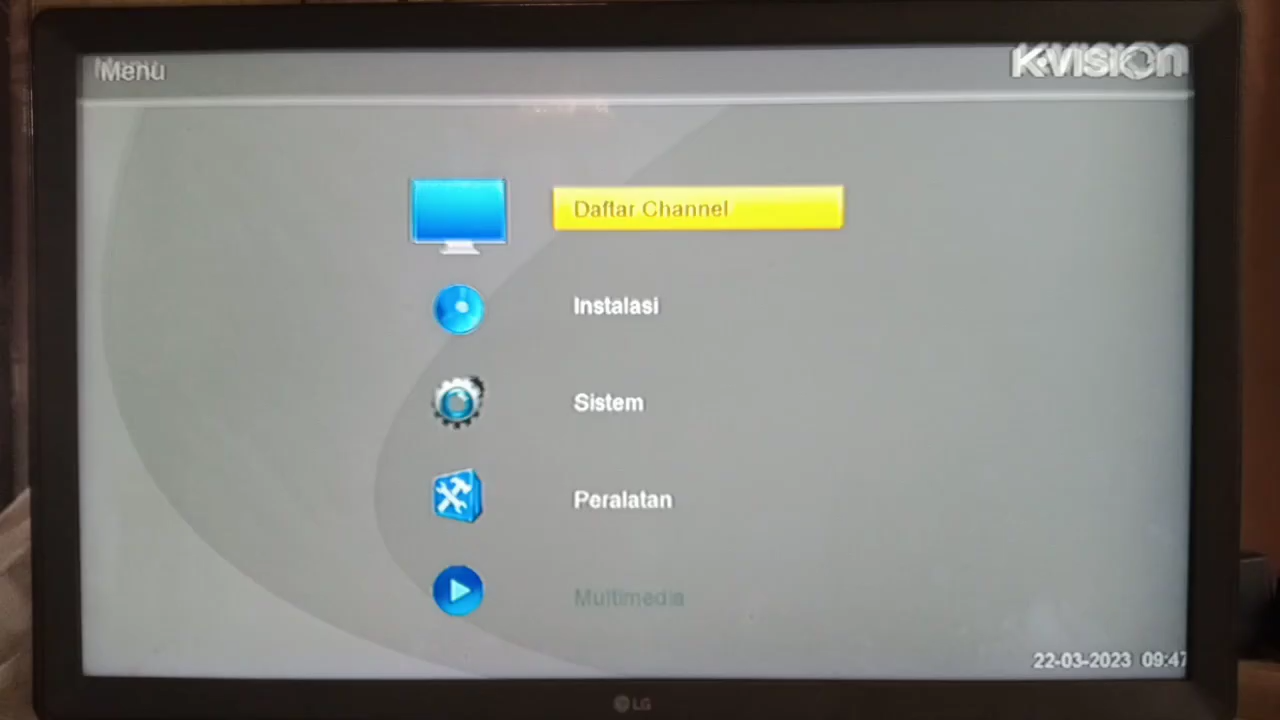 Menu
K-VISION
Daftar Channel
Instalasi
Sistem
Peralatan
Multimedia
22-03-2023 09:47
LG